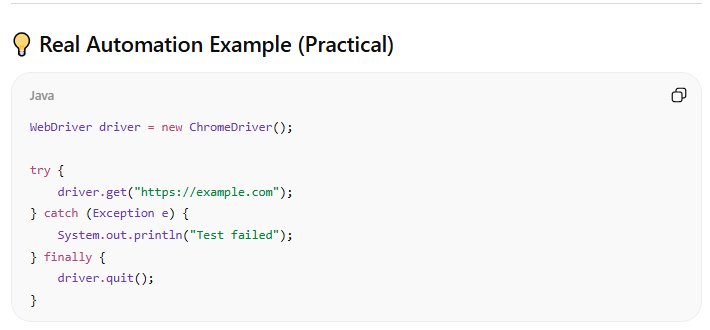 💡 Real Automation Example (Practical)
Java
WebDriver driver = new ChromeDriver();

try {
    driver.get("https://example.com");
} catch (Exception e) {
    System.out.println("Test failed");
} finally {
    driver.quit();
}